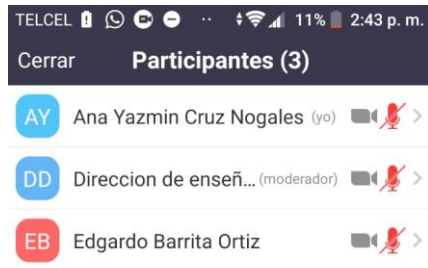 TELCEL 11% 2:43 p. m.
Cerrar Participantes (3)
AY Ana Yazmin Cruz Nogales (yo)
DD Direccion de enseñ... (moderador)
EB Edgardo Barrita Ortiz